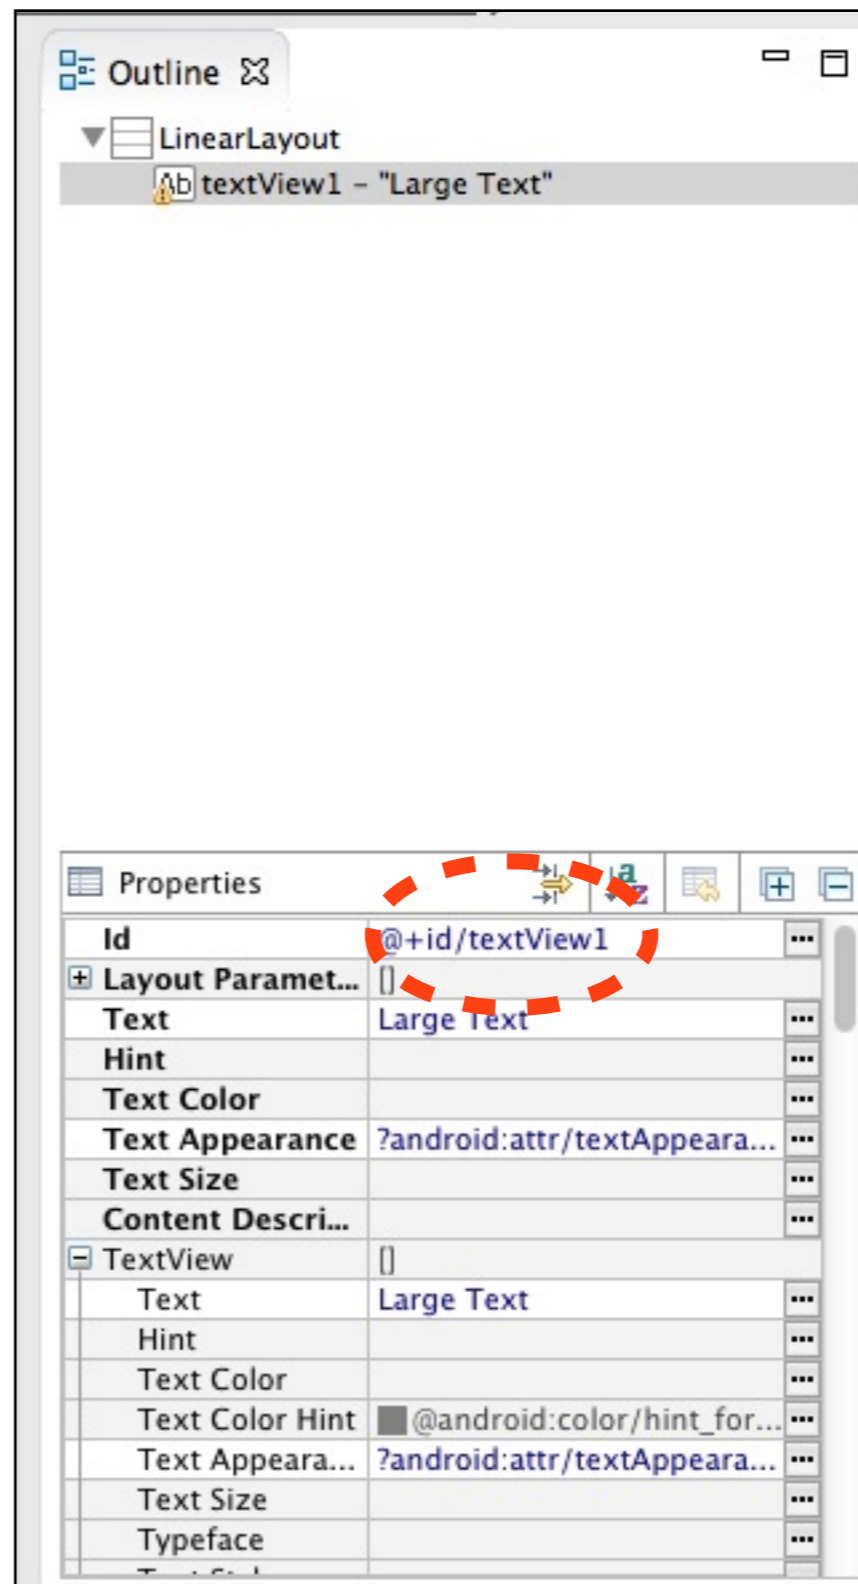 Outline
LinearLayout
Ab textView1 - "Large Text"
Properties
Id @+id/textView1
Layout Paramet... []
Text Large Text
Hint
Text Color
Text Appearance ?android:attr/textAppeara...
Text Size
Content Descri...
TextView []
Text Large Text
Hint
Text Color
Text Color Hint @android:color/hint_for...
Text Appeara... ?android:attr/textAppeara...
Text Size
Typeface